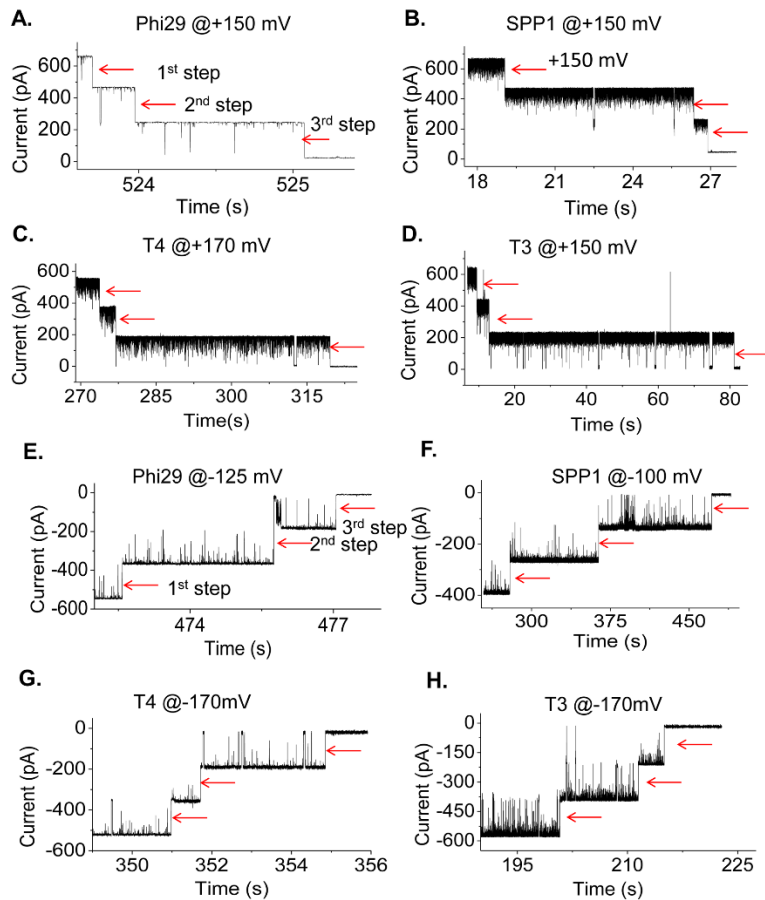 A.
Phi29 @+150 mV
Current (pA)
600
400
200
0
1st step
2nd step
3rd step
524
525
Time (s)
B.
SPP1 @+150 mV
+150 mV
Current (pA)
600
400
200
0
18
21
24
27
Time (s)
C.
T4 @+170 mV
Current (pA)
600
400
200
0
270
285
300
315
Time(s)
D.
T3 @+150 mV
Current (pA)
800
600
400
200
0
20
40
60
80
Time (s)
E.
Phi29 @-125 mV
Current (pA)
0
-200
-400
-600
3rd step
2nd step
1st step
474
477
Time (s)
F.
SPP1 @-100 mV
Current (pA)
0
-200
-400
300
375
450
Time (s)
G.
T4 @-170mV
Current (pA)
0
-200
-400
-600
350
352
354
356
Time (s)
H.
T3 @-170mV
Current (pA)
0
-150
-300
-450
-600
195
210
225
Time (s)